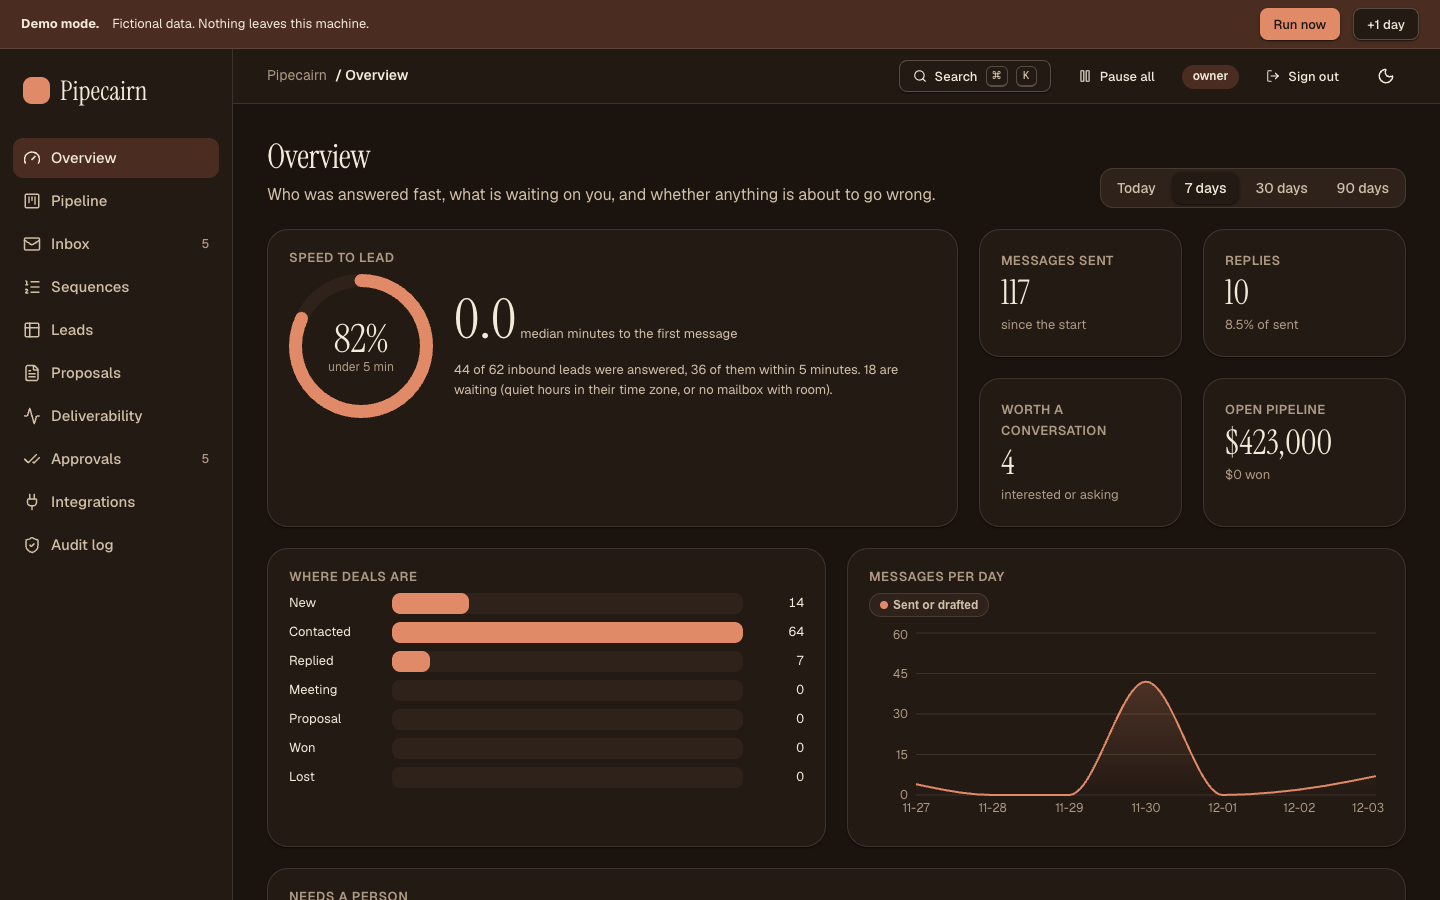 Demo mode. Fictional data. Nothing leaves this machine.
Run now
+1 day
Pipecairn
Pipecairn / Overview
Search ⌘ K
Pause all
owner
Sign out
Overview
Pipeline
Inbox 5
Sequences
Leads
Proposals
Deliverability
Approvals 5
Integrations
Audit log
Overview
Who was answered fast, what is waiting on you, and whether anything is about to go wrong.
Today 7 days 30 days 90 days
SPEED TO LEAD
82%
under 5 min
0.0 median minutes to the first message
44 of 62 inbound leads were answered, 36 of them within 5 minutes. 18 are
waiting (quiet hours in their time zone, or no mailbox with room).
MESSAGES SENT
117
since the start
REPLIES
10
8.5% of sent
WORTH A
CONVERSATION
4
interested or asking
OPEN PIPELINE
$423,000
$0 won
WHERE DEALS ARE
New 14
Contacted 64
Replied 7
Meeting 0
Proposal 0
Won 0
Lost 0
MESSAGES PER DAY
Sent or drafted
60
45
30
15
0
11-27 11-28 11-29 11-30 12-01 12-02 12-03
NEEDS A PERSON